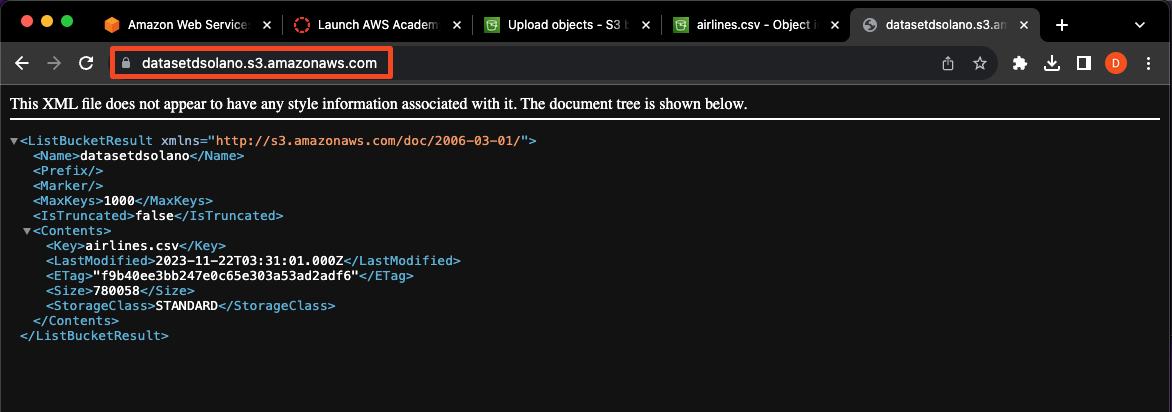 Amazon Web Services
Launch AWS Academ
Upload objects - S3 b
airlines.csv - Object i
datasetdsolano.s3.am
datasetdsolano.s3.amazonaws.com
D
This XML file does not appear to have any style information associated with it. The document tree is shown below.
▼<ListBucketResult xmlns="http://s3.amazonaws.com/doc/2006-03-01/">
<Name>datasetdsolano</Name>
<Prefix/>
<Marker/>
<MaxKeys>1000</MaxKeys>
<IsTruncated>false</IsTruncated>
▼<Contents>
<Key>airlines.csv</Key>
<LastModified>2023-11-22T03:31:01.000Z</LastModified>
<ETag>"f9b40ee3bb247e0c65e303a53ad2adf6"</ETag>
<Size>780058</Size>
<StorageClass>STANDARD</StorageClass>
</Contents>
</ListBucketResult>